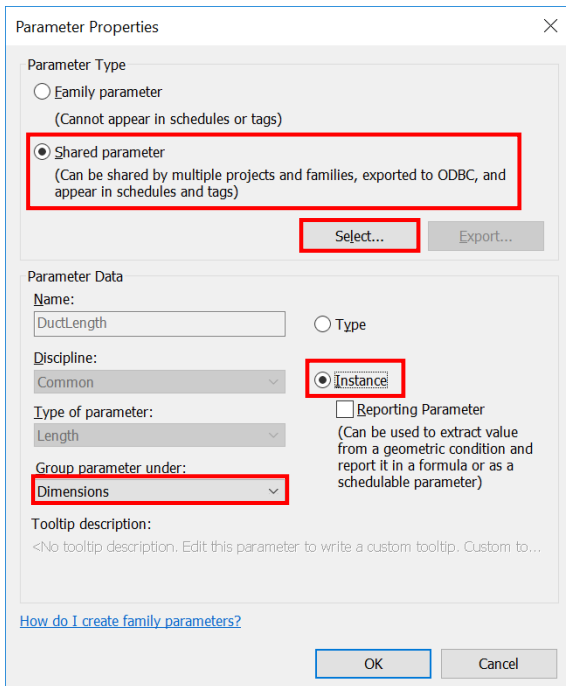 Parameter Properties
Parameter Type
Family parameter
(Cannot appear in schedules or tags)
Shared parameter
(Can be shared by multiple projects and families, exported to ODBC, and
appear in schedules and tags)
Select...
Export...
Parameter Data
Name:
DuctLength
Type
Discipline:
Common
Instance
Type of parameter:
Length
Reporting Parameter
(Can be used to extract value
from a geometric condition and
report it in a formula or as a
schedulable parameter)
Group parameter under:
Dimensions
Tooltip description:
<No tooltip description. Edit this parameter to write a custom tooltip. Custom to...
How do I create family parameters?
OK
Cancel